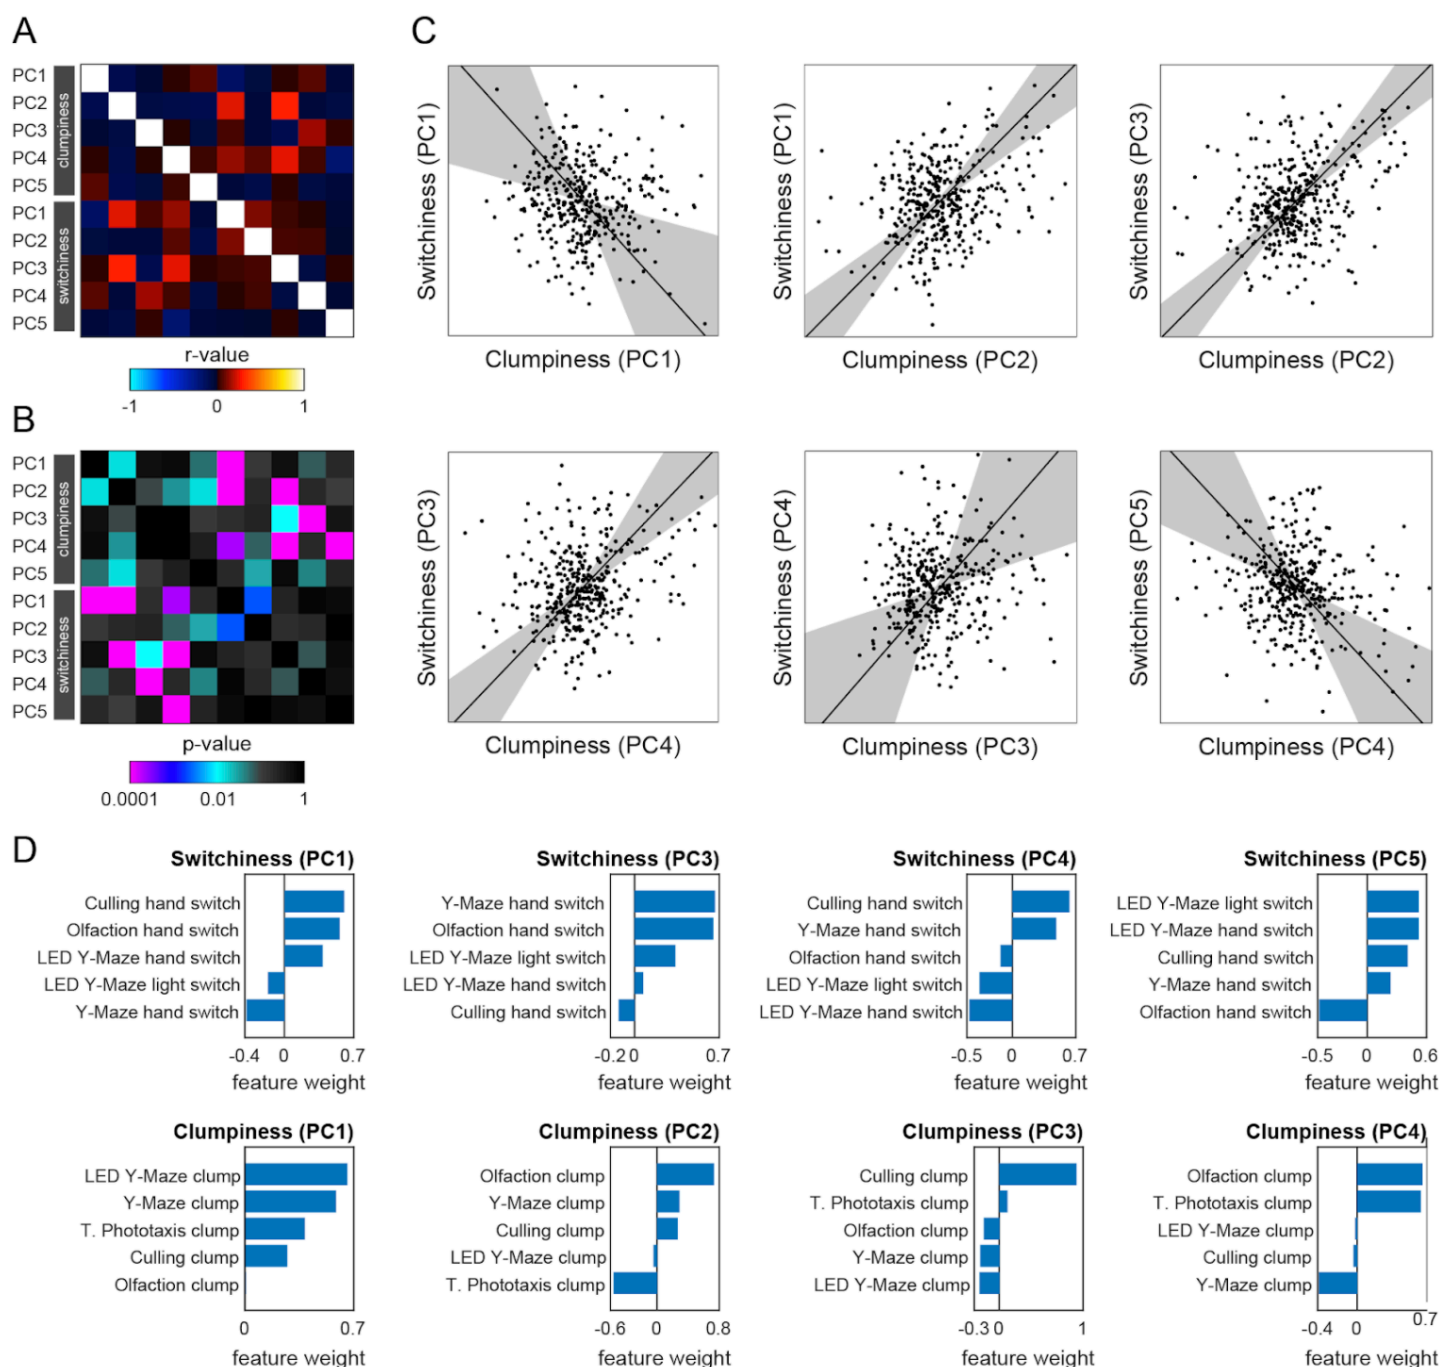 A
PC1
PC2
PC3
PC4
PC5
clumpiness
PC1
PC2
PC3
PC4
PC5
switchiness
r-value
-1 0 1
B
PC1
PC2
PC3
PC4
PC5
clumpiness
PC1
PC2
PC3
PC4
PC5
switchiness
p-value
0.0001 0.01 1
C
Switchiness (PC1)
Clumpiness (PC1)
Switchiness (PC1)
Clumpiness (PC2)
Switchiness (PC3)
Clumpiness (PC2)
Switchiness (PC3)
Clumpiness (PC4)
Switchiness (PC4)
Clumpiness (PC3)
Switchiness (PC5)
Clumpiness (PC4)
D
Switchiness (PC1)
Culling hand switch
Olfaction hand switch
LED Y-Maze hand switch
LED Y-Maze light switch
Y-Maze hand switch
-0.4 0 0.7
feature weight
Switchiness (PC3)
Y-Maze hand switch
Olfaction hand switch
LED Y-Maze light switch
LED Y-Maze hand switch
Culling hand switch
-0.2 0 0.7
feature weight
Switchiness (PC4)
Culling hand switch
Y-Maze hand switch
Olfaction hand switch
LED Y-Maze light switch
LED Y-Maze hand switch
-0.5 0 0.7
feature weight
Switchiness (PC5)
LED Y-Maze light switch
LED Y-Maze hand switch
Culling hand switch
Y-Maze hand switch
Olfaction hand switch
-0.5 0 0.6
feature weight
Clumpiness (PC1)
LED Y-Maze clump
Y-Maze clump
T. Phototaxis clump
Culling clump
Olfaction clump
0 0.7
feature weight
Clumpiness (PC2)
Olfaction clump
Y-Maze clump
Culling clump
LED Y-Maze clump
T. Phototaxis clump
-0.6 0 0.8
feature weight
Clumpiness (PC3)
Culling clump
T. Phototaxis clump
Olfaction clump
Y-Maze clump
LED Y-Maze clump
-0.3 0 1
feature weight
Clumpiness (PC4)
Olfaction clump
T. Phototaxis clump
LED Y-Maze clump
Culling clump
Y-Maze clump
-0.4 0 0.7
feature weight